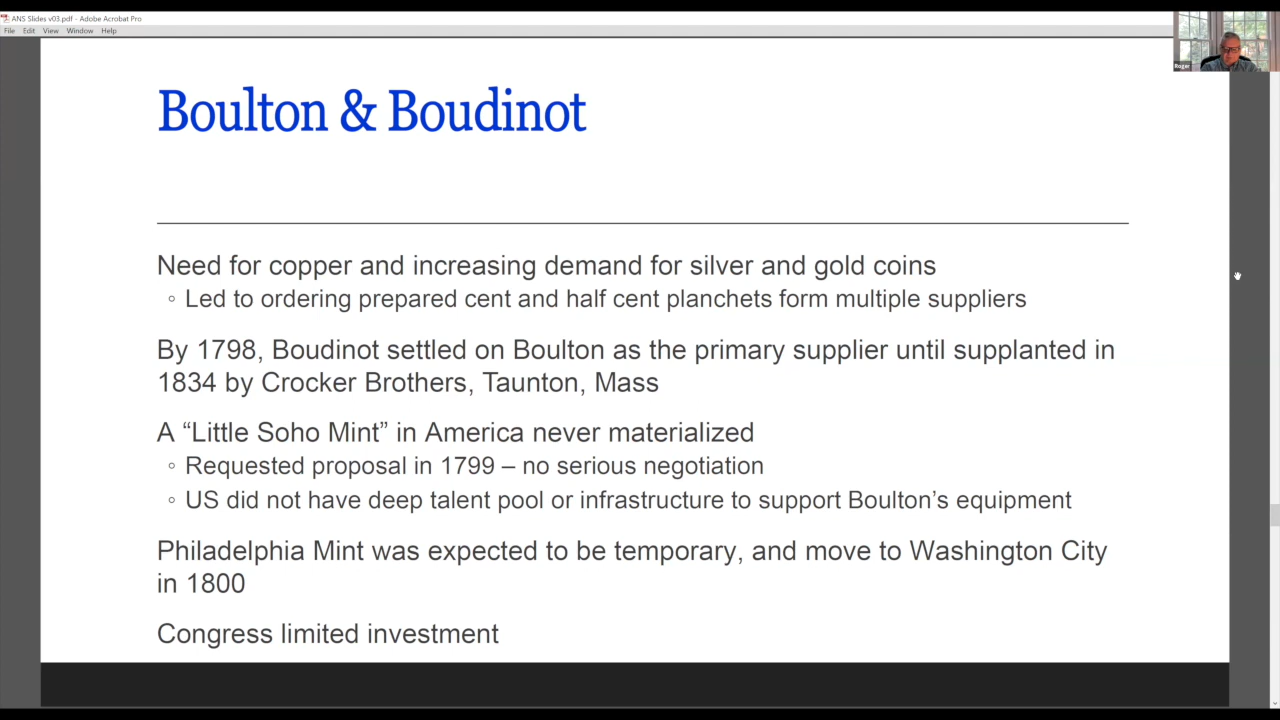 ANS Slides v03.pdf - Adobe Acrobat Pro
File Edit View Window Help
Roger
Boulton & Boudinot
Need for copper and increasing demand for silver and gold coins
◦ Led to ordering prepared cent and half cent planchets form multiple suppliers
By 1798, Boudinot settled on Boulton as the primary supplier until supplanted in
1834 by Crocker Brothers, Taunton, Mass
A “Little Soho Mint” in America never materialized
◦ Requested proposal in 1799 – no serious negotiation
◦ US did not have deep talent pool or infrastructure to support Boulton’s equipment
Philadelphia Mint was expected to be temporary, and move to Washington City
in 1800
Congress limited investment